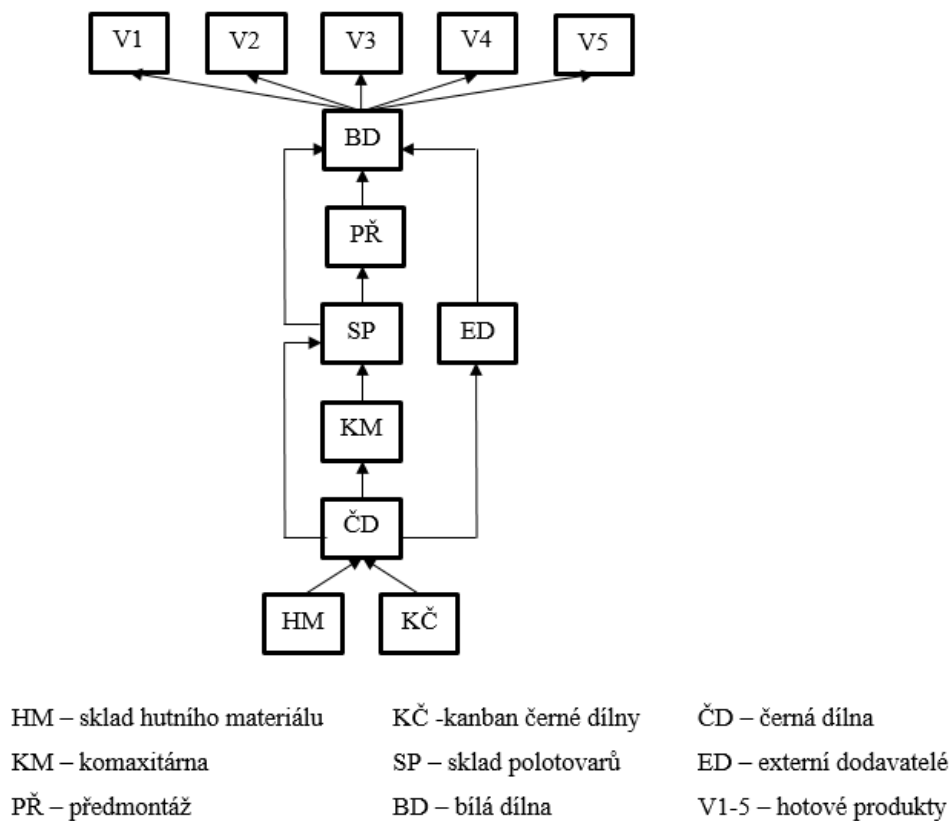 V1 V2 V3 V4 V5
BD
PŘ
SP ED
KM
ČD
HM KČ
HM – sklad hutního materiálu KČ -kanban černé dílny ČD – černá dílna
KM – komaxitárna SP – sklad polotovarů ED – externí dodavatelé
PŘ – předmontáž BD – bílá dílna V1-5 – hotové produkty